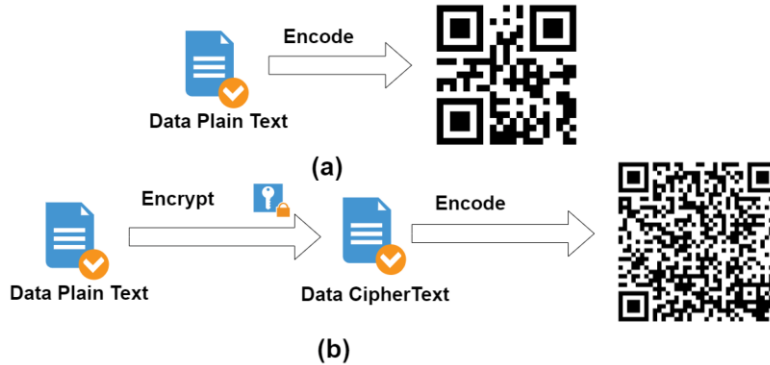 Encode
Data Plain Text
(a)
Encrypt
Encode
Data Plain Text
Data CipherText
(b)